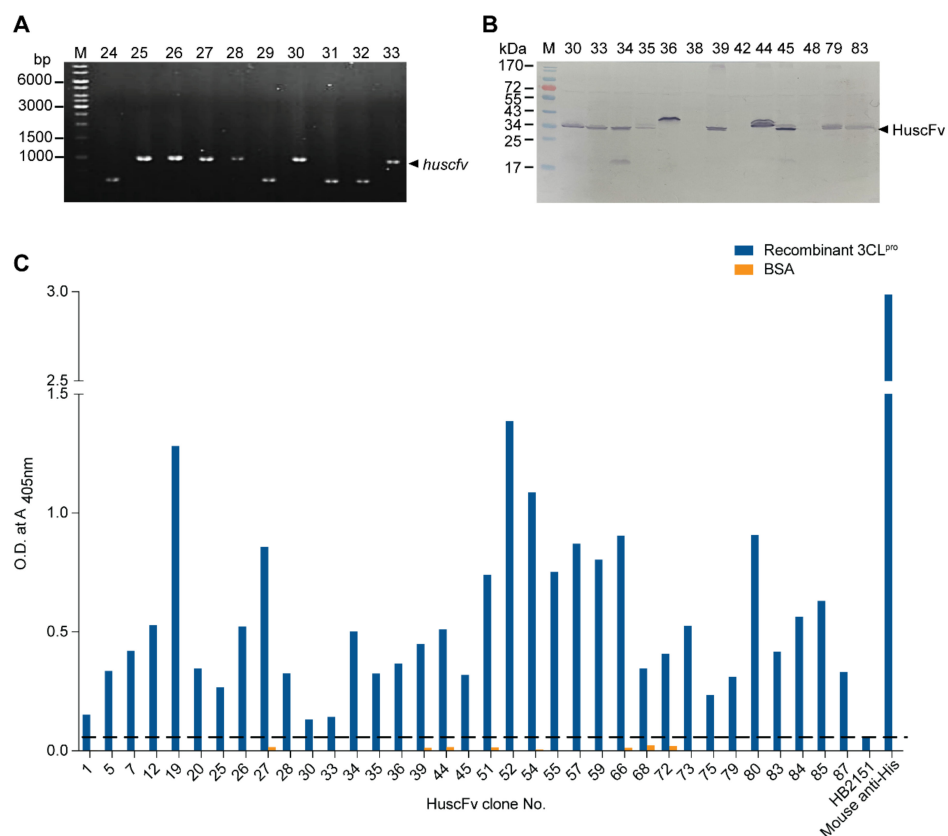 A
M 24 25 26 27 28 29 30 31 32 33
bp
6000
3000
1500
1000
huscfv
B
kDa M 30 33 34 35 36 38 39 42 44 45 48 79 83
170
72
55
43
34
25
17
HuscFv
C
Recombinant 3CLpro
BSA
3.0
2.5
1.5
1.0
0.5
0.0
O.D. at A 405nm
1 5 7 12 19 20 25 26 27 28 30 33 34 35 36 39 44 45 51 52 54 55 57 59 66 68 72 73 75 79 80 83 84 85 87 HB2151 Mouse anti-His
HuscFv clone No.